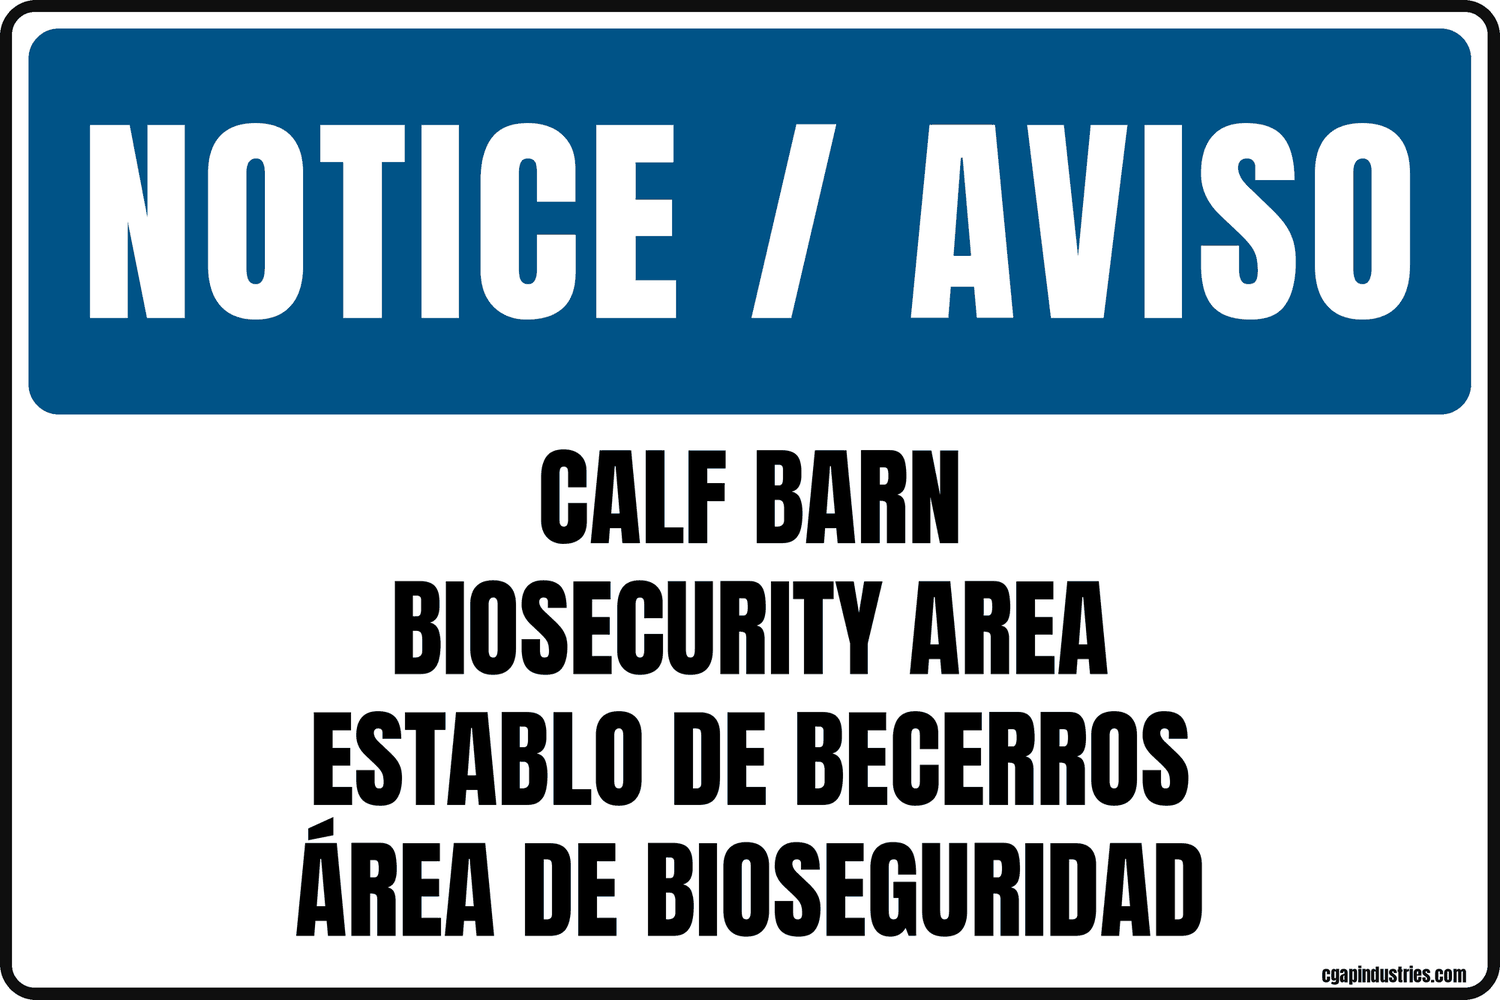 NOTICE / AVISO
CALF BARN
BIOSECURITY AREA
ESTABLO DE BECERROS
ÁREA DE BIOSEGURIDAD
cgapindustries.com